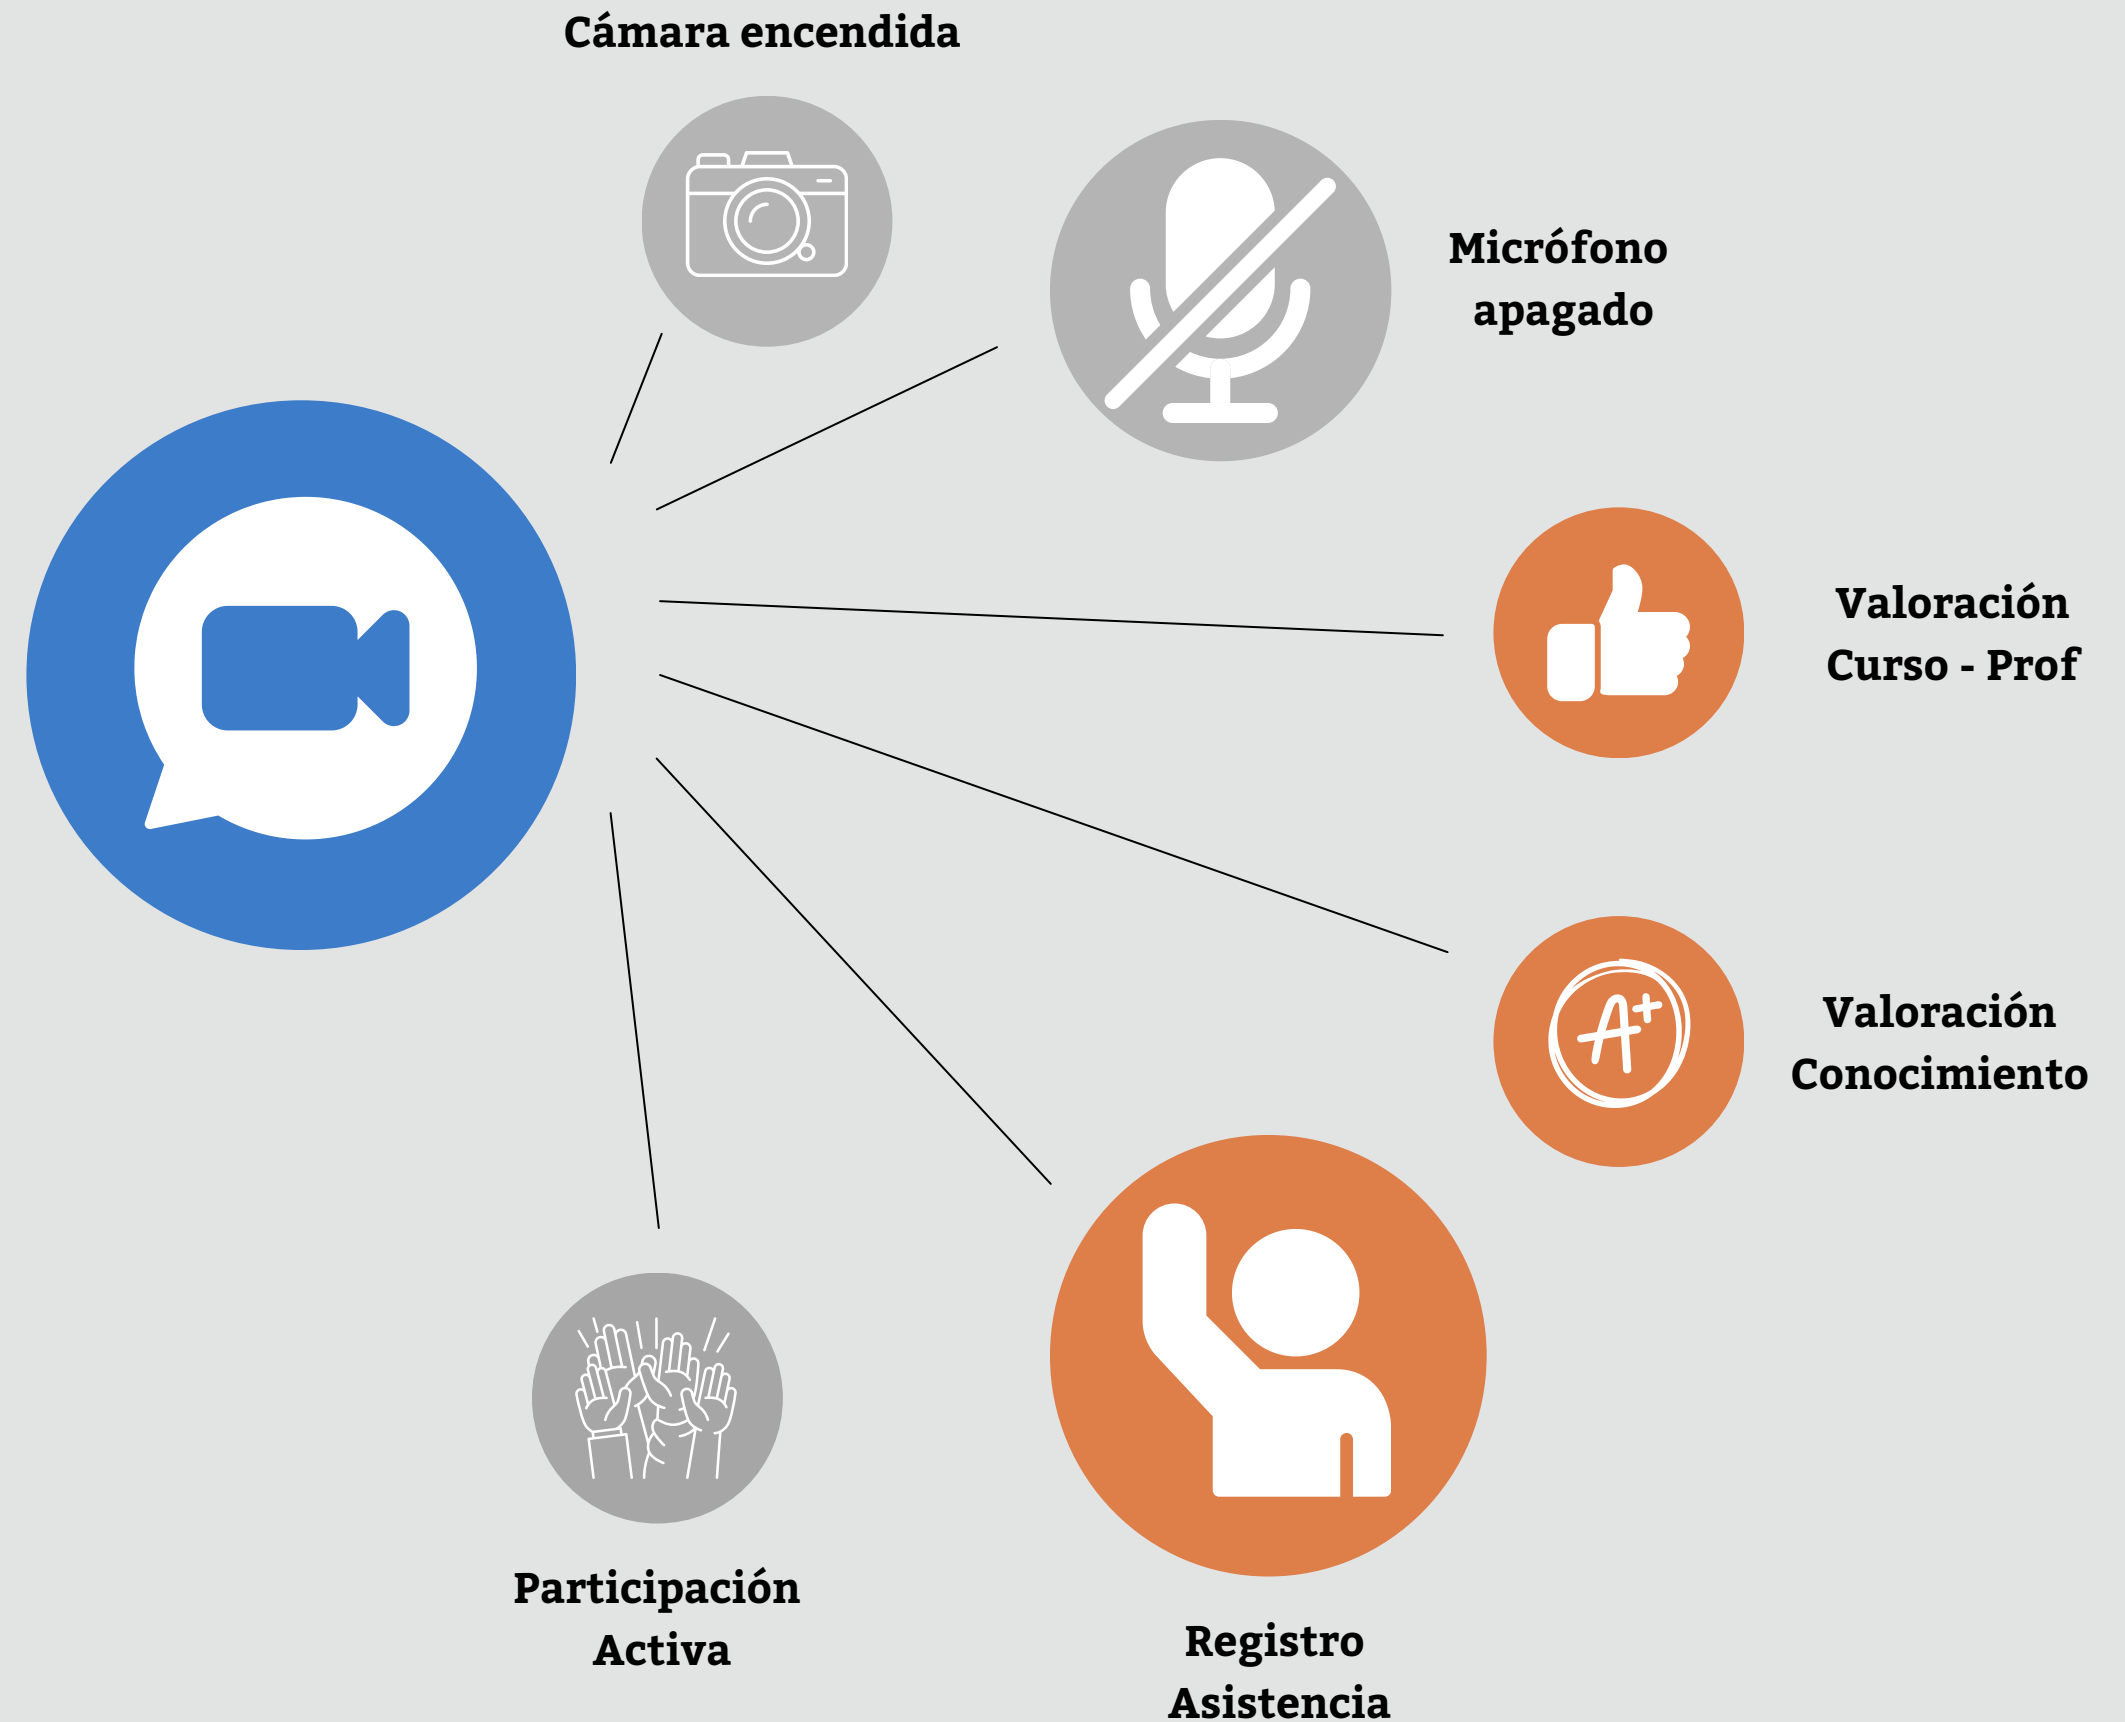 Cámara encendida
Micrófono
apagado
Valoración
Curso - Prof
A+
Valoración
Conocimiento
Registro
Asistencia
Participación
Activa